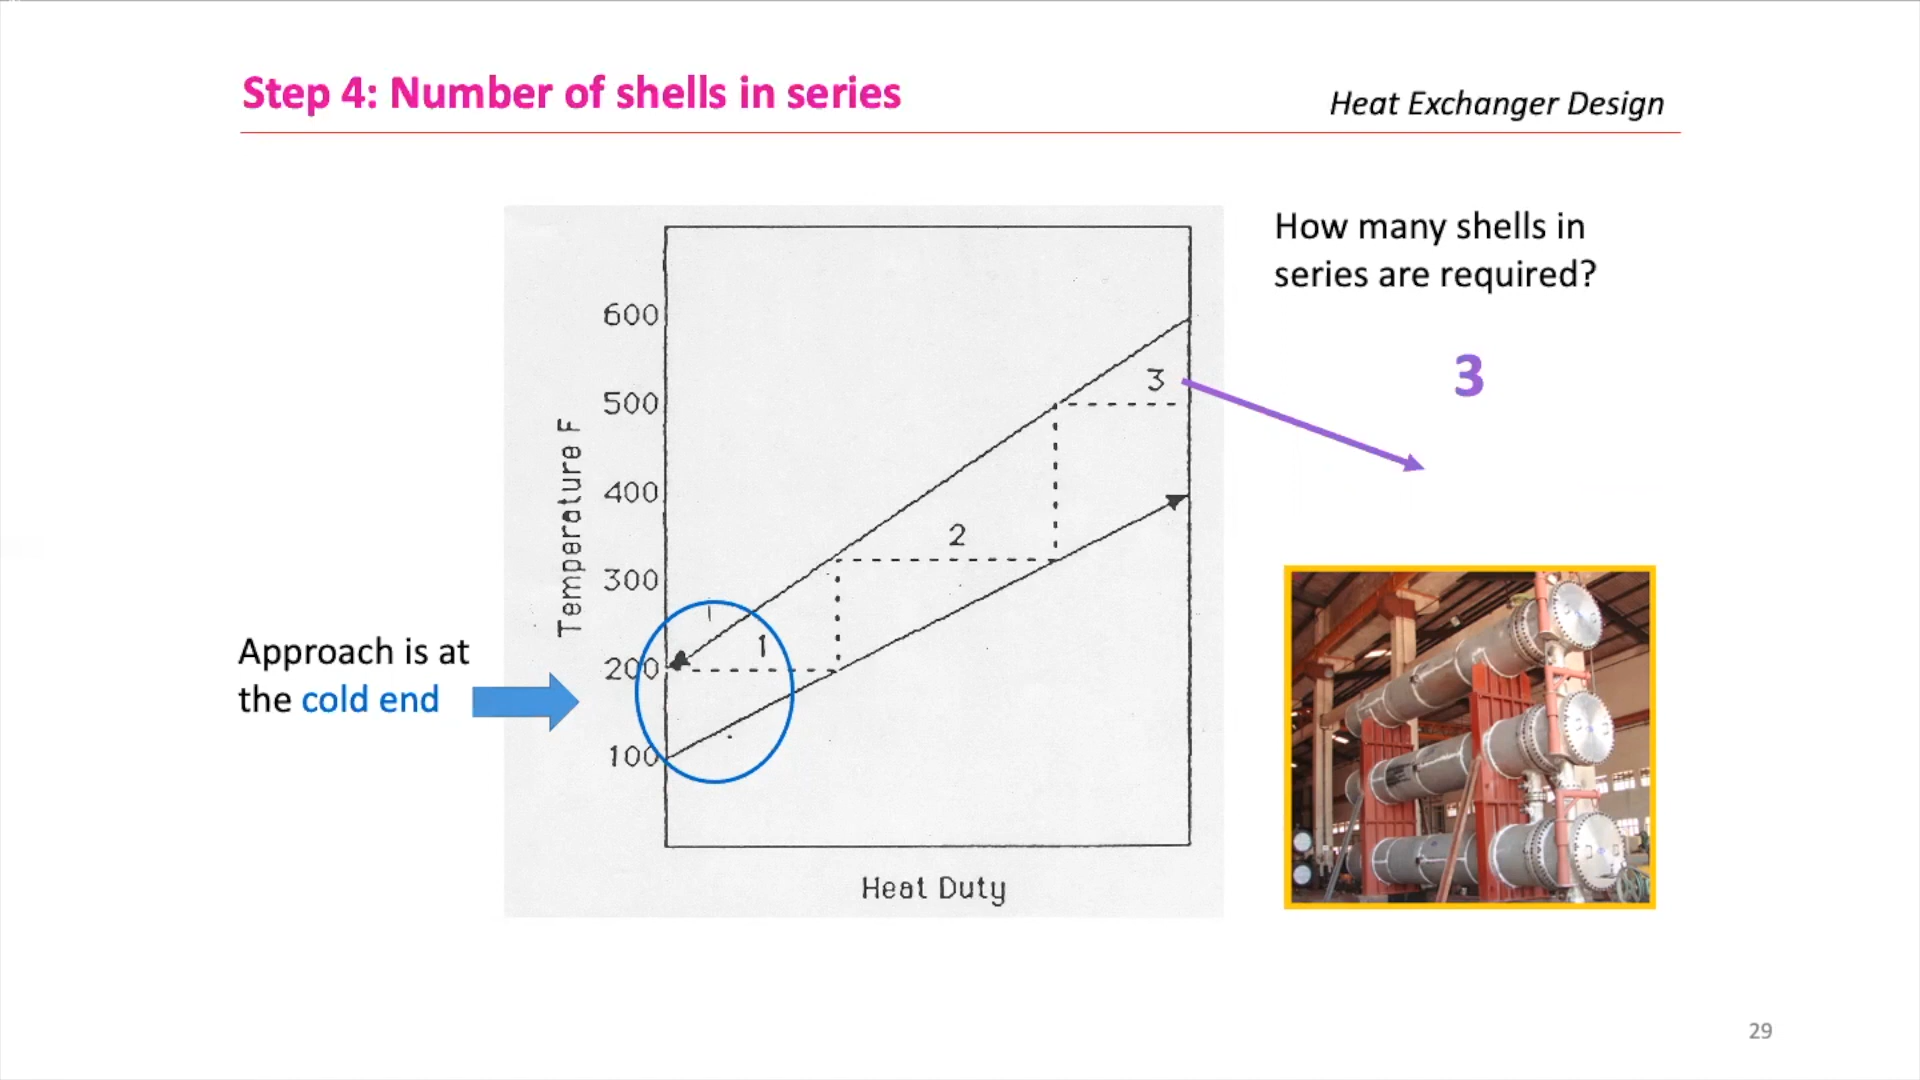 Step 4: Number of shells in series
Heat Exchanger Design
How many shells in
series are required?
3
Approach is at
the cold end
Temperature F
600
500
400
300
200
100
3
2
1
Heat Duty
29